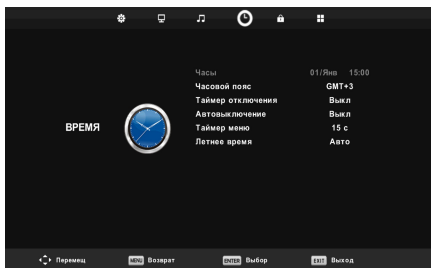 Часы 01/Янв 15:00
Часовой пояс GMT+3
Таймер отключения Выкл
Автовыключение Выкл
Таймер меню 15 с
Летнее время Авто
ВРЕМЯ
Перемещ MENU Возврат ENTER Выбор EXIT Выход